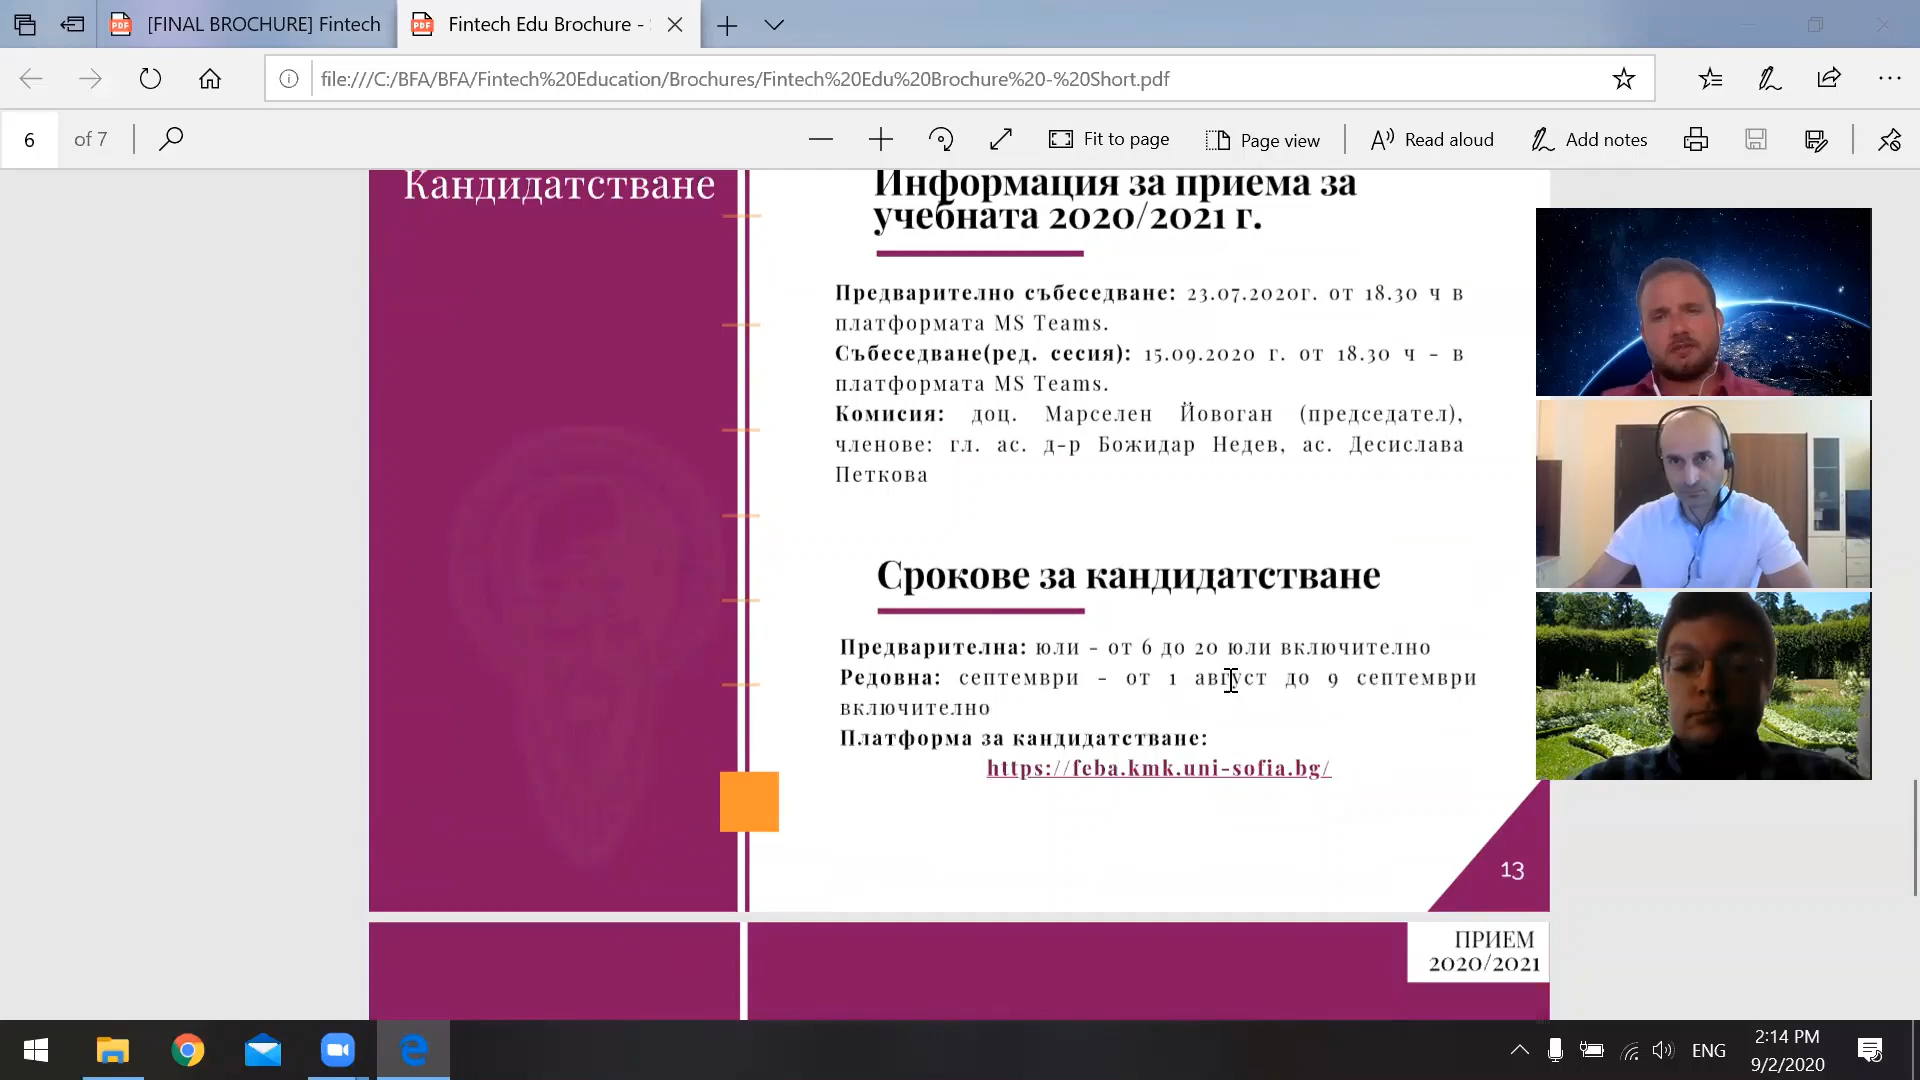 [FINAL BROCHURE] Fintech
Fintech Edu Brochure -
file:///C:/BFA/BFA/Fintech%20Education/Brochures/Fintech%20Edu%20Brochure%20-%20Short.pdf
6 of 7
Fit to page
Page view
Read aloud
Add notes
Кандидатстване
Информация за приема за
учебната 2020/2021 г.
Предварително събеседване: 23.07.2020г. от 18.30 ч в
платформата MS Teams.
Събеседване(ред. сесия): 15.09.2020 г. от 18.30 ч - в
платформата MS Teams.
Комисия: доц. Марселен Йовоган (председател),
членове: гл. ас. д-р Божидар Недев, ас. Десислава
Петкова
Срокове за кандидатстване
Предварителна: юли - от 6 до 20 юли включително
Редовна: септември - от 1 август до 9 септември
включително
Платформа за кандидатстване:
https://feba.kmk.uni-sofia.bg/
13
ПРИЕМ
2020/2021
ENG
2:14 PM
9/2/2020